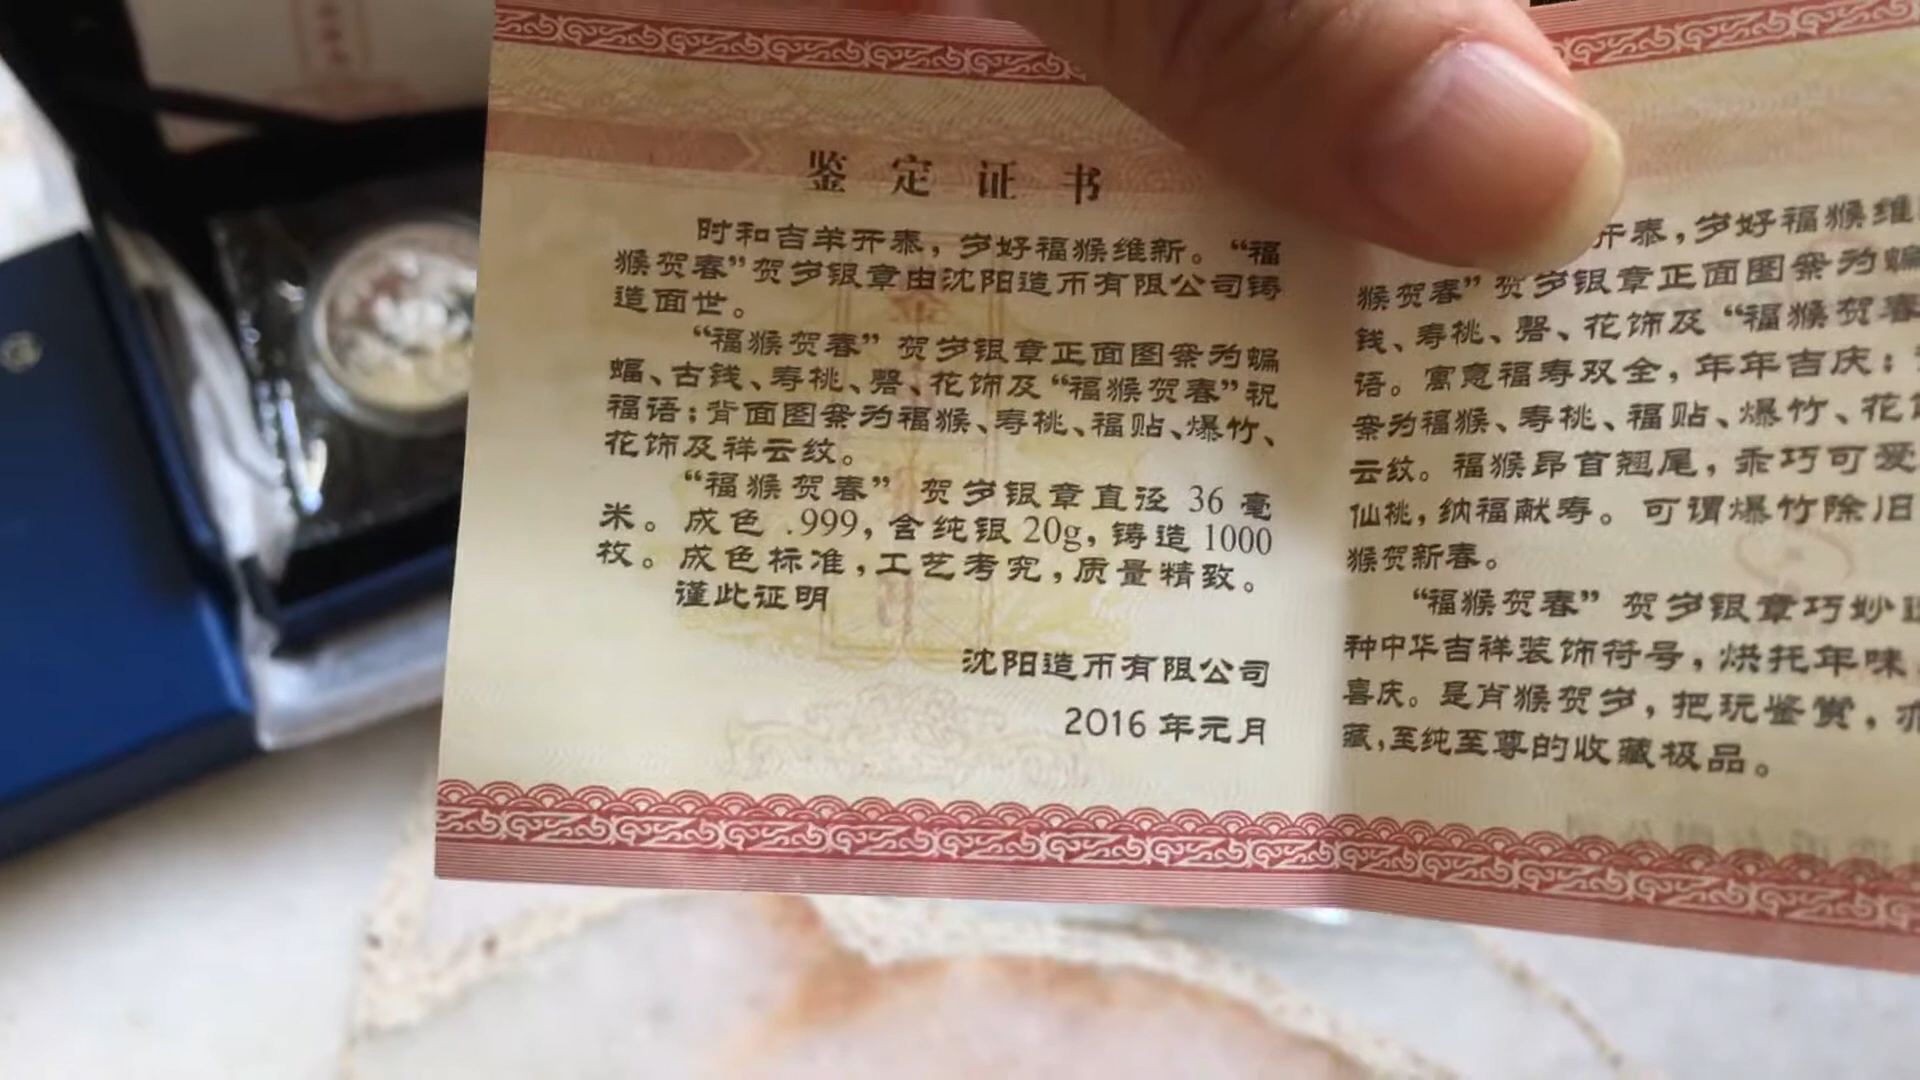 鉴定证书
时和吉羊开泰，岁好福猴维新。“福
猴贺春”贺岁银章由沈阳造币有限公司铸
造面世。
“福猴贺春”贺岁银章正面图案为蝙
蝠、古钱、寿桃、磬、花饰及“福猴贺春”祝
福语；背面图案为福猴、寿桃、福贴、爆竹、
花饰及祥云纹。
“福猴贺春”贺岁银章直径 36 毫
米。成色 .999，含纯银 20g，铸造 1000
枚。成色标准，工艺考究，质量精致。
谨此证明
沈阳造币有限公司
2016 年元月
开泰，岁好福猴维
猴贺春”贺岁银章正面图案为蝙
钱、寿桃、磬、花饰及“福猴贺春
语。寓意福寿双全，年年吉庆；
案为福猴、寿桃、福贴、爆竹、花
云纹。福猴昂首翘尾，乖巧可爱
仙桃，纳福献寿。可谓爆竹除旧
猴贺新春。
“福猴贺春”贺岁银章巧妙
种中华吉祥装饰符号，烘托年味
喜庆。是肖猴贺岁，把玩鉴赏，
藏，至纯至尊的收藏极品。